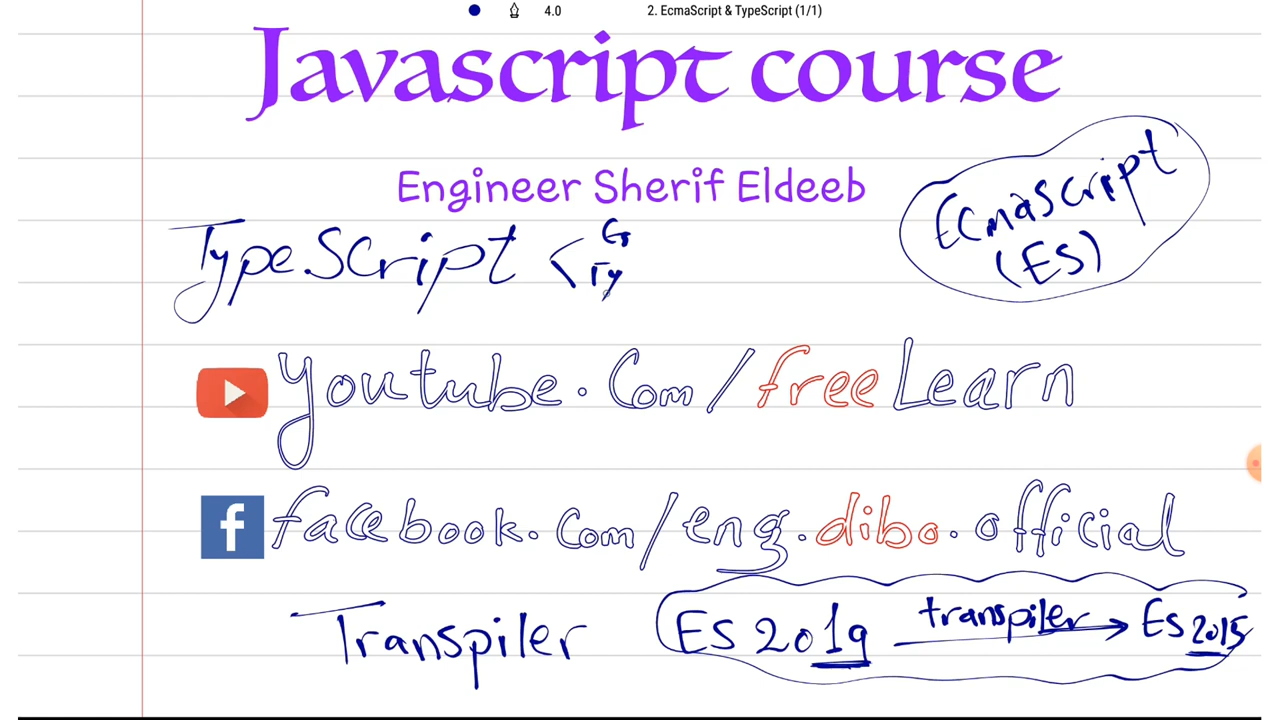 4.0 2. EcmaScript & TypeScript (1/1)
Javascript course
Engineer Sherif Eldeeb
EcmaScript
(ES)
TypeScript <
Ty
youtube.com/freeLearn
facebook.com/eng.dibo.official
Transpiler
ES 2019 transpiler → ES 2015